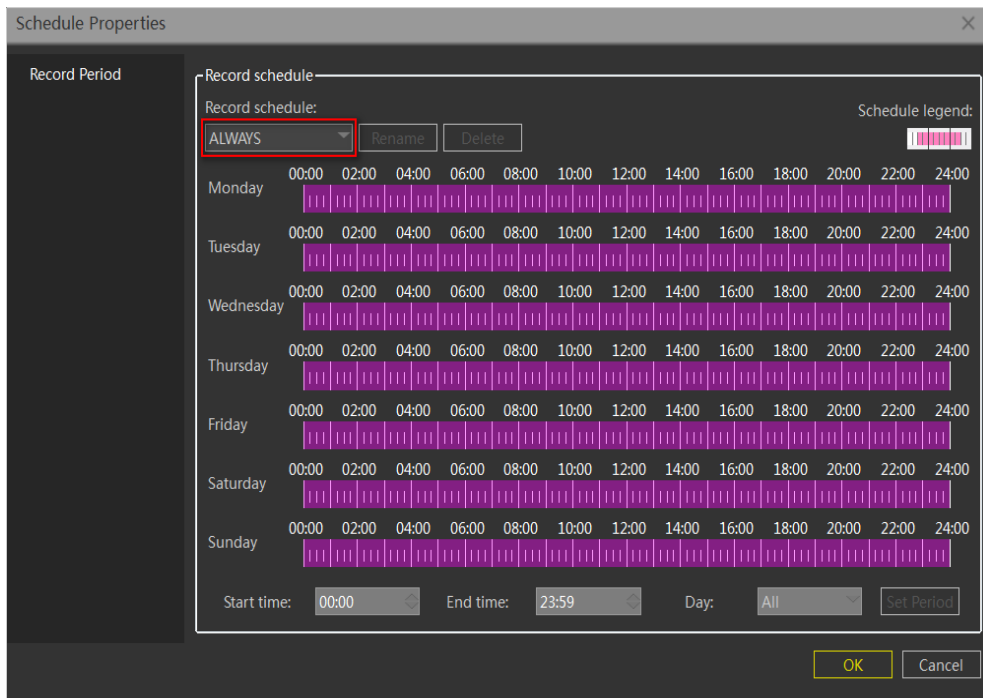 Schedule Properties
Record Period
Record schedule
Record schedule:
Schedule legend:
ALWAYS Rename Delete
00:00 02:00 04:00 06:00 08:00 10:00 12:00 14:00 16:00 18:00 20:00 22:00 24:00
Monday
00:00 02:00 04:00 06:00 08:00 10:00 12:00 14:00 16:00 18:00 20:00 22:00 24:00
Tuesday
00:00 02:00 04:00 06:00 08:00 10:00 12:00 14:00 16:00 18:00 20:00 22:00 24:00
Wednesday
00:00 02:00 04:00 06:00 08:00 10:00 12:00 14:00 16:00 18:00 20:00 22:00 24:00
Thursday
00:00 02:00 04:00 06:00 08:00 10:00 12:00 14:00 16:00 18:00 20:00 22:00 24:00
Friday
00:00 02:00 04:00 06:00 08:00 10:00 12:00 14:00 16:00 18:00 20:00 22:00 24:00
Saturday
00:00 02:00 04:00 06:00 08:00 10:00 12:00 14:00 16:00 18:00 20:00 22:00 24:00
Sunday
Start time: 00:00 End time: 23:59 Day: All Set Period
OK Cancel